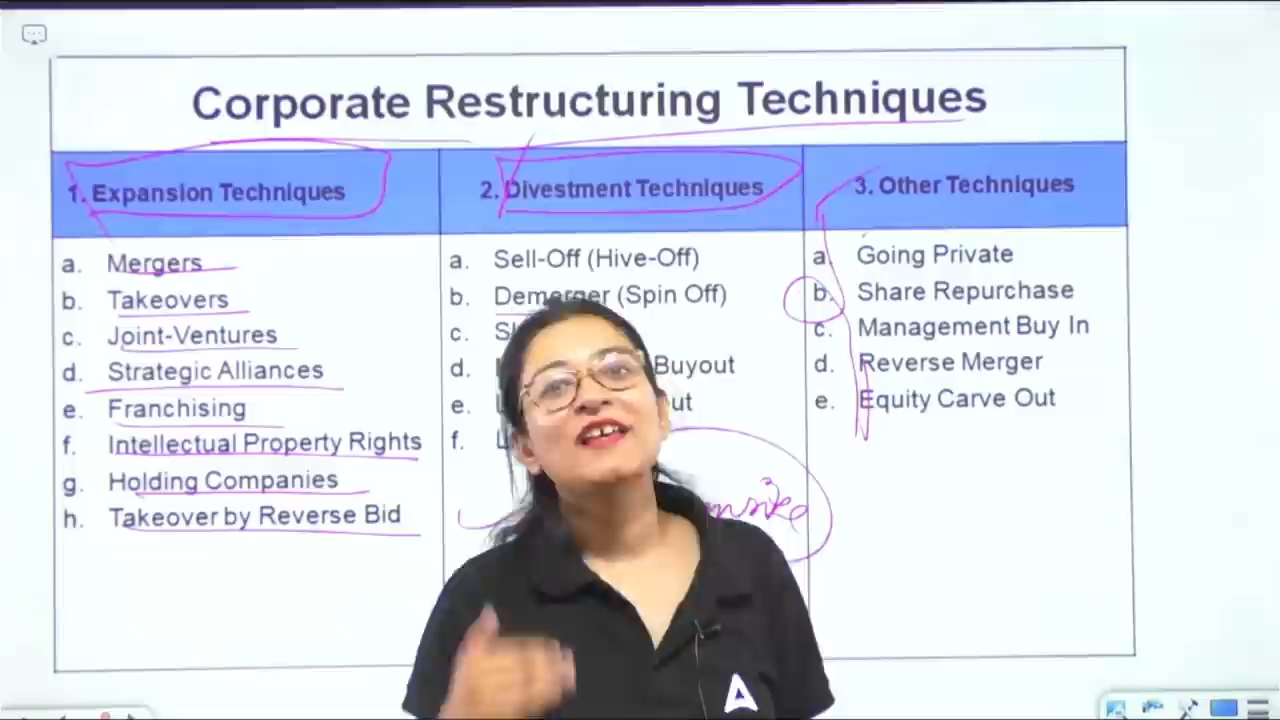 Corporate Restructuring Techniques
1. Expansion Techniques
a. Mergers
b. Takeovers
c. Joint-Ventures
d. Strategic Alliances
e. Franchising
f. Intellectual Property Rights
g. Holding Companies
h. Takeover by Reverse Bid
2. Divestment Techniques
a. Sell-Off (Hive-Off)
b. Demerger (Spin Off)
c.
d. Buyout
e.
f.
3. Other Techniques
a. Going Private
b. Share Repurchase
c. Management Buy In
d. Reverse Merger
e. Equity Carve Out